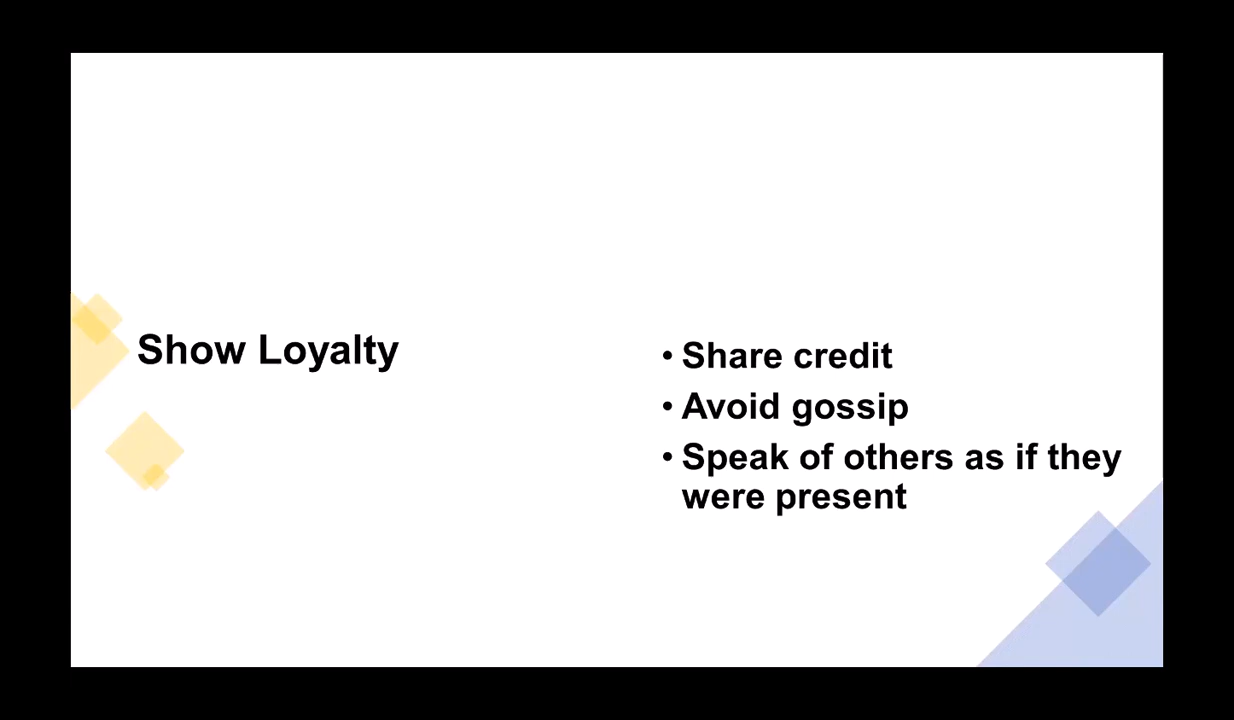 Show Loyalty
• Share credit
• Avoid gossip
• Speak of others as if they
were present